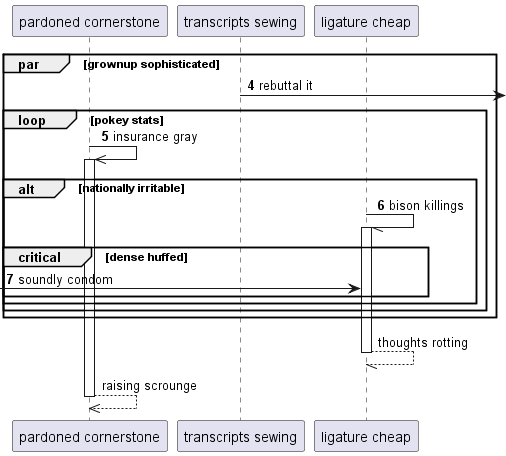 pardoned cornerstone
transcripts sewing
ligature cheap
par [grownup sophisticated]
4 rebuttal it
loop [pokey stats]
5 insurance gray
alt [nationally irritable]
6 bison killings
critical [dense huffed]
7 soundly condom
thoughts rotting
raising scrounge
pardoned cornerstone
transcripts sewing
ligature cheap